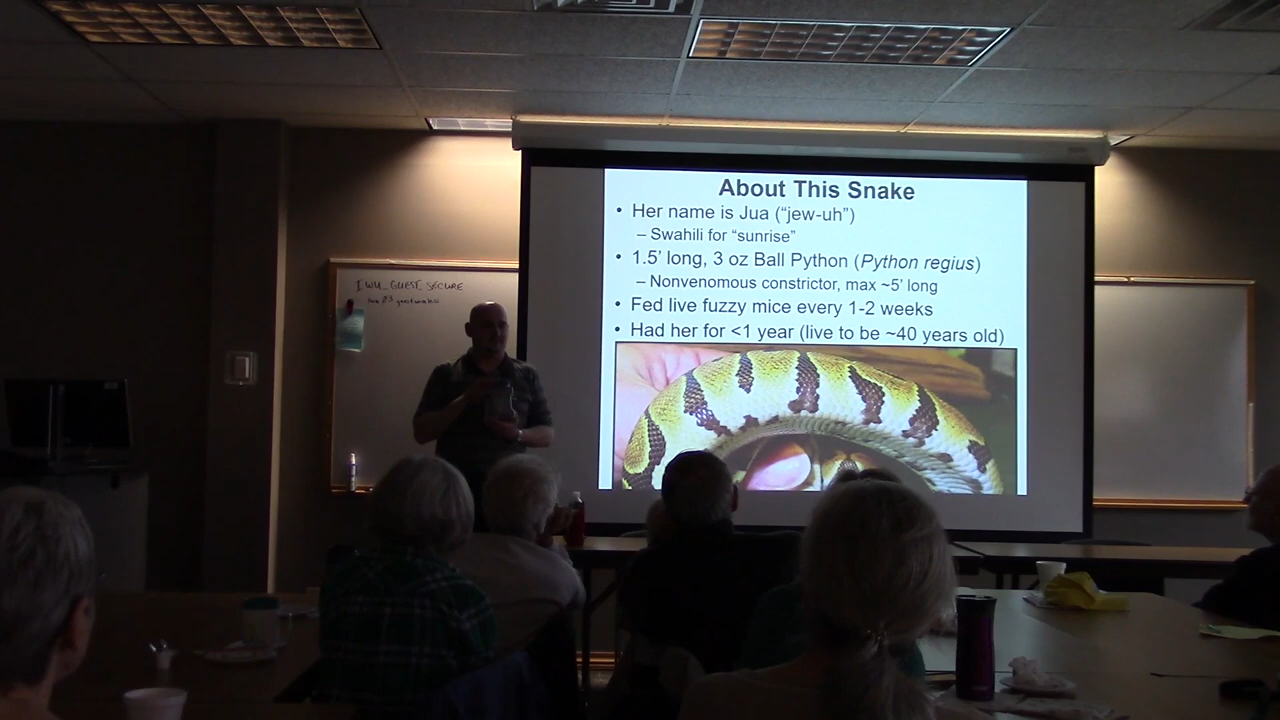 About This Snake
• Her name is Jua (“jew-uh”)
– Swahili for “sunrise”
• 1.5’ long, 3 oz Ball Python (Python regius)
– Nonvenomous constrictor, max ~5’ long
• Fed live fuzzy mice every 1-2 weeks
• Had her for <1 year (live to be ~40 years old)
IWU_GUEST_SECURE